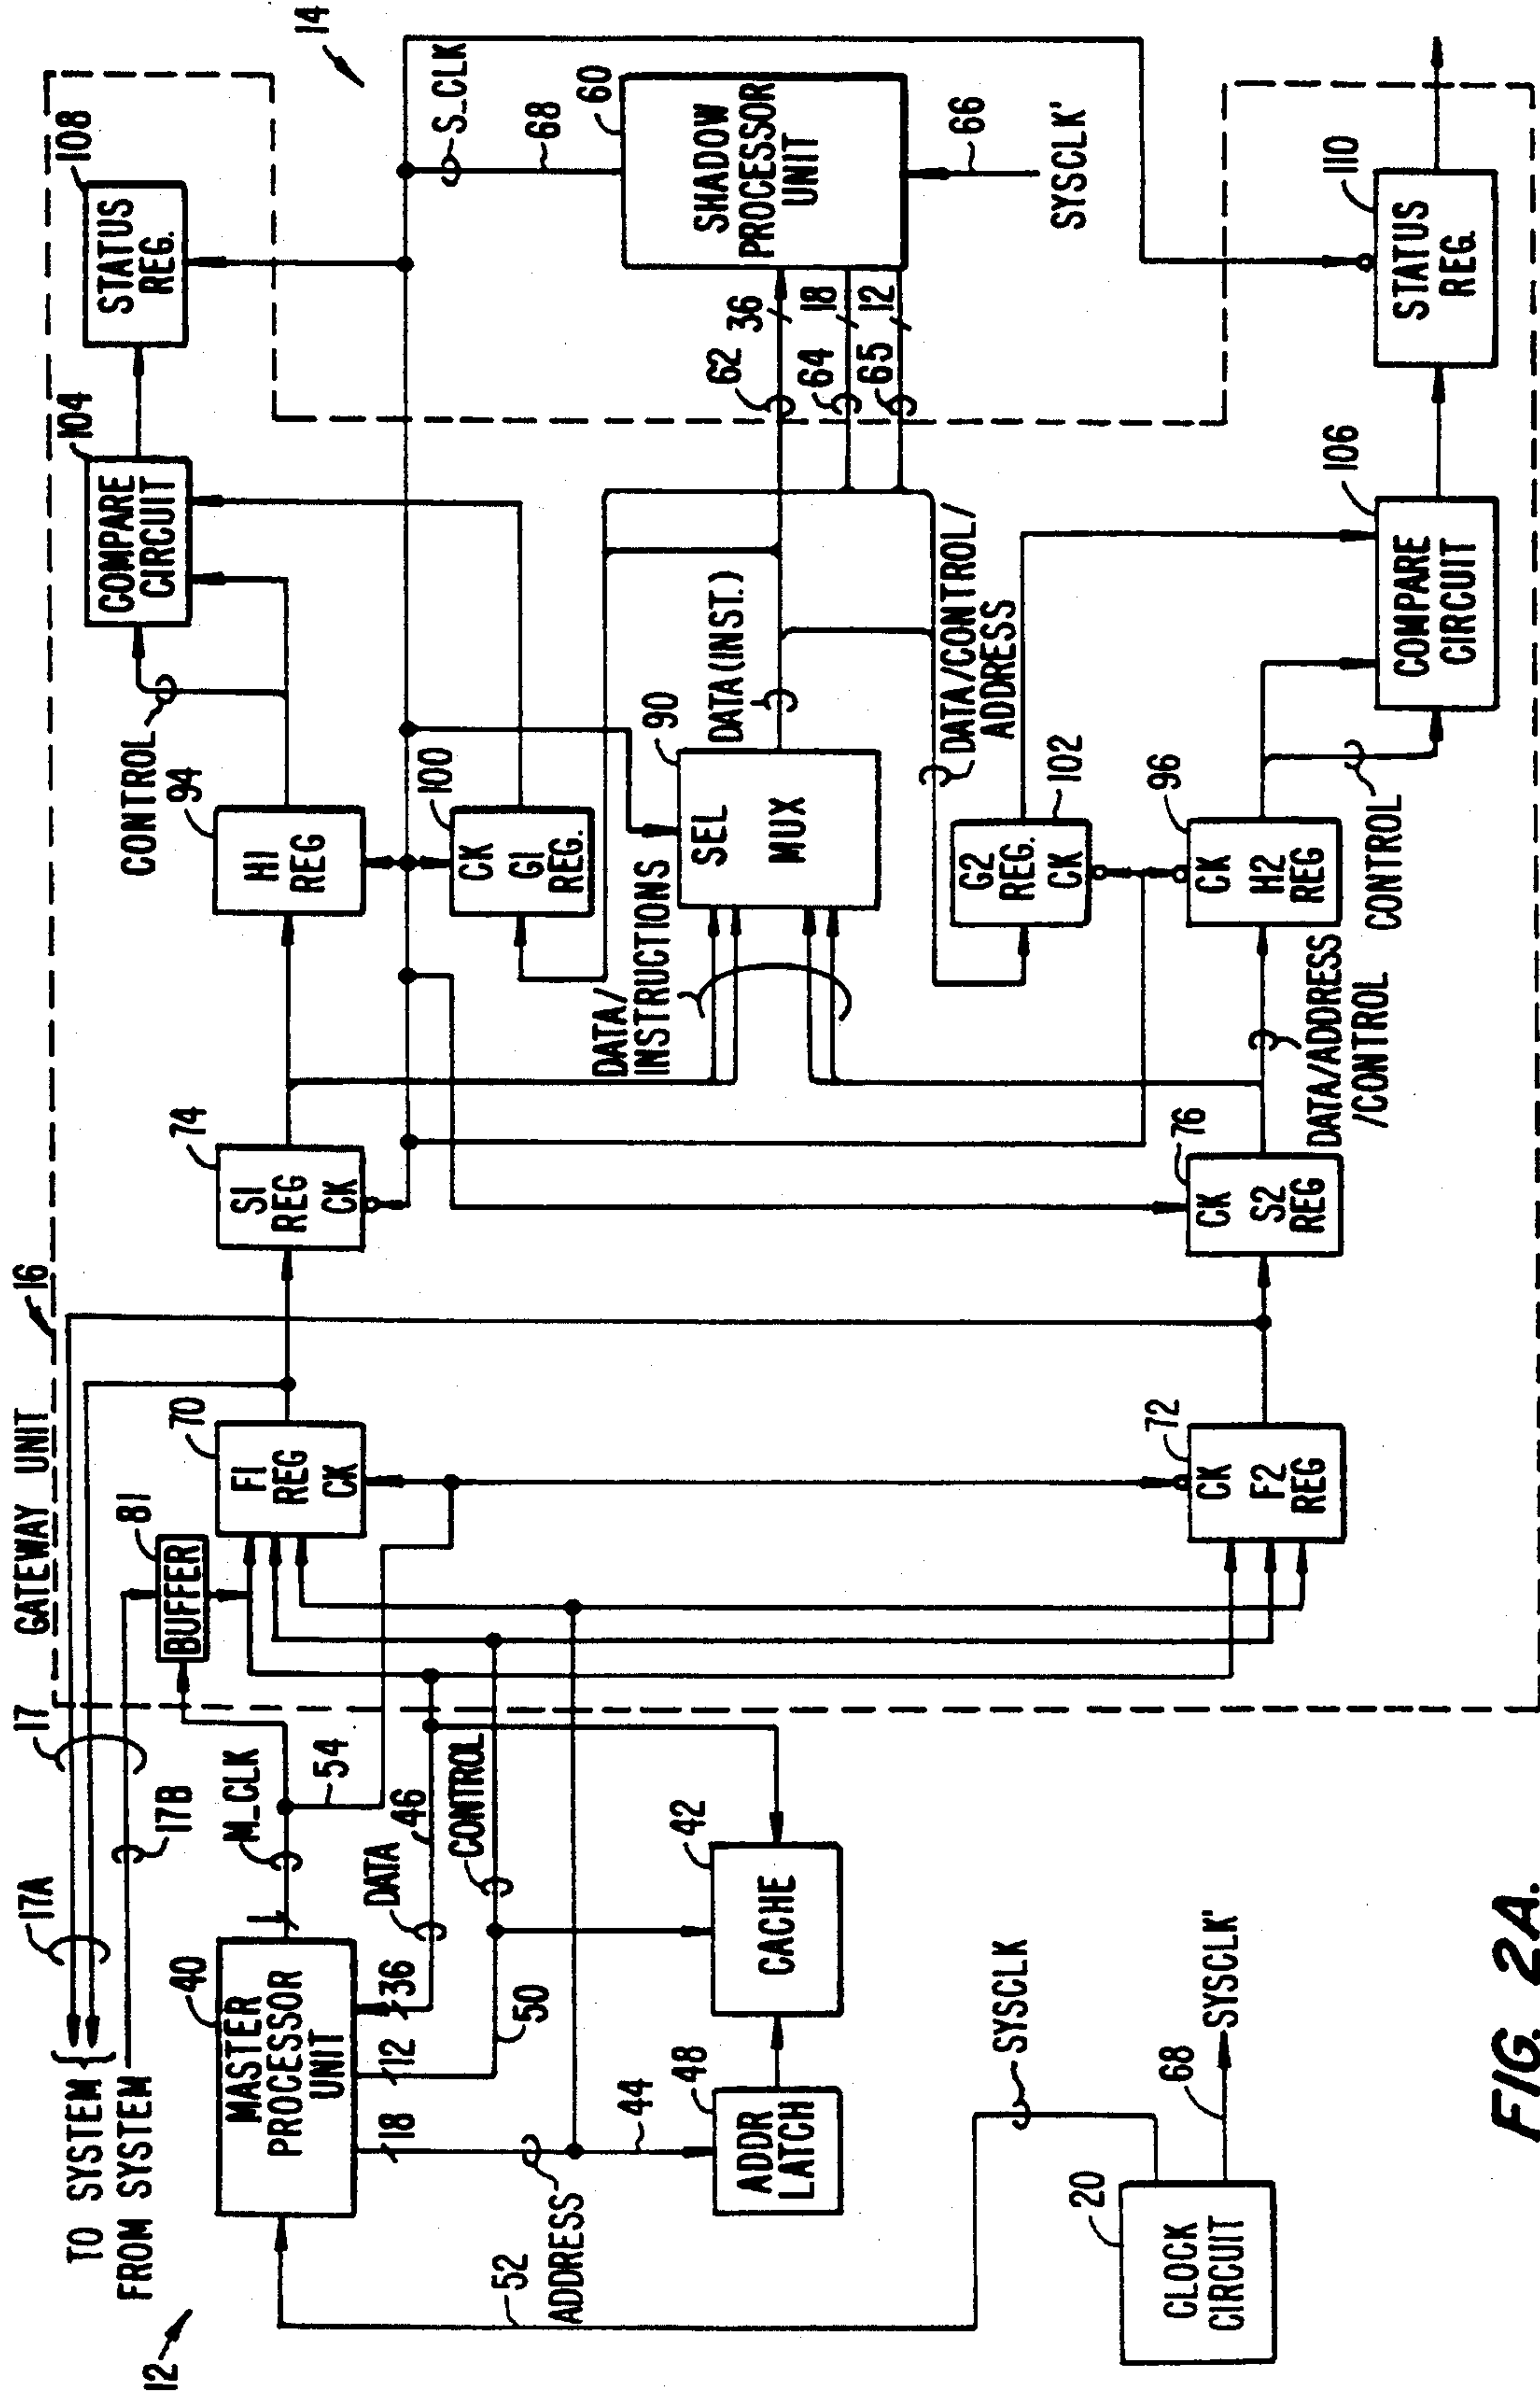 12
TO SYSTEM
FROM SYSTEM
17A
17
17B
GATEWAY UNIT
16
M_CLK
54
BUFFER
81
40
MASTER
PROCESSOR
UNIT
1
18
12
36
DATA
46
CONTROL
50
52
ADDRESS
44
48
ADDR
LATCH
42
CACHE
SYSCLK
20
CLOCK
CIRCUIT
68
SYSCLK'
70
F1
REG
CK
72
CK
F2
REG
74
S1
REG
CK
76
CK
S2
REG
DATA/
INSTRUCTIONS
DATA/ADDRESS
/CONTROL
CONTROL
94
H1
REG
100
CK
G1
REG.
90
SEL
MUX
DATA(INST.)
DATA/CONTROL/
ADDRESS
102
G2
REG.
CK
96
CK
H2
REG
CONTROL
104
COMPARE
CIRCUIT
106
COMPARE
CIRCUIT
108
STATUS
REG.
110
STATUS
REG.
14
S_CLK
68
60
SHADOW
PROCESSOR
UNIT
62
36
64
18
65
12
66
SYSCLK'
FIG. 2A.